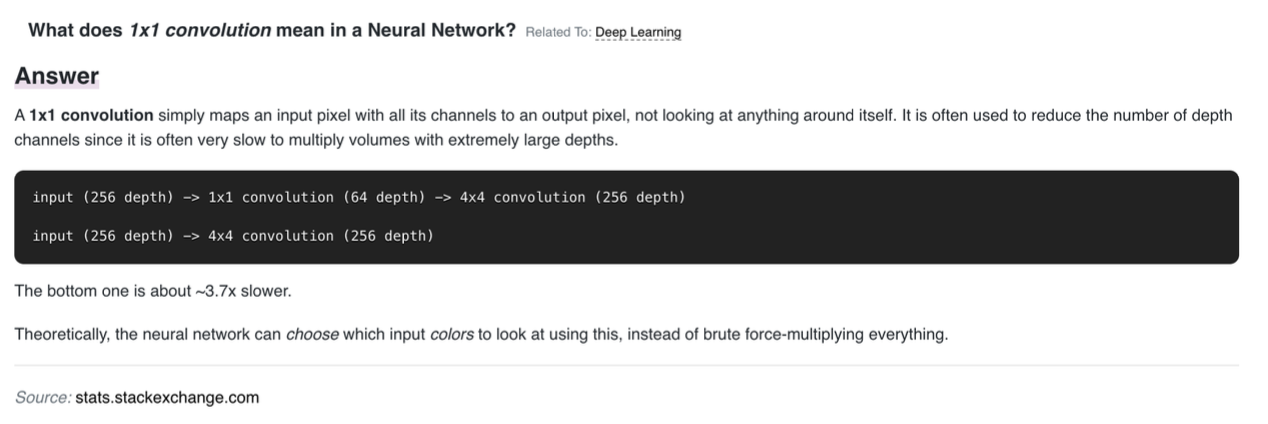 What does 1x1 convolution mean in a Neural Network? Related To: Deep Learning
Answer
A 1x1 convolution simply maps an input pixel with all its channels to an output pixel, not looking at anything around itself. It is often used to reduce the number of depth
channels since it is often very slow to multiply volumes with extremely large depths.
input (256 depth) -> 1x1 convolution (64 depth) -> 4x4 convolution (256 depth)
input (256 depth) -> 4x4 convolution (256 depth)
The bottom one is about ~3.7x slower.
Theoretically, the neural network can choose which input colors to look at using this, instead of brute force-multiplying everything.
Source: stats.stackexchange.com